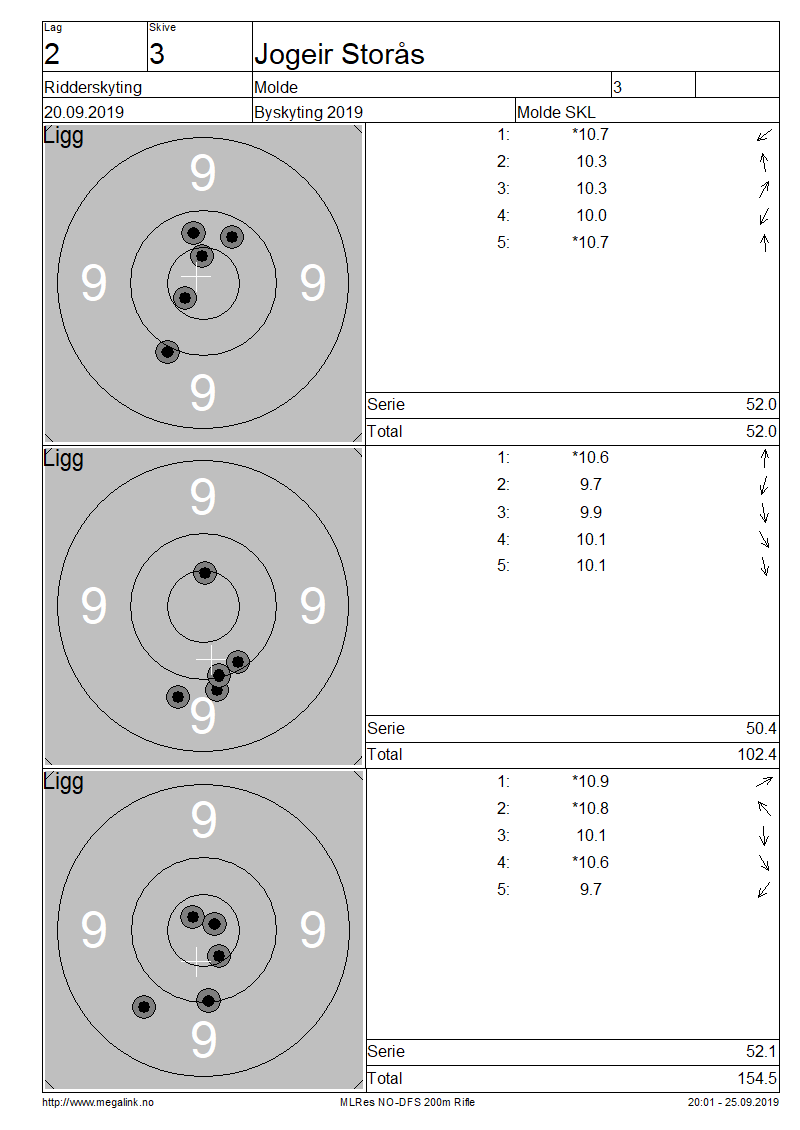 Lag Skive
2 3 Jogeir Storås
Ridderskyting Molde 3
20.09.2019 Byskyting 2019 Molde SKL
Ligg
9
9 9
9
1: *10.7
2: 10.3
3: 10.3
4: 10.0
5: *10.7
Serie 52.0
Total 52.0
Ligg
9
9 9
9
1: *10.6
2: 9.7
3: 9.9
4: 10.1
5: 10.1
Serie 50.4
Total 102.4
Ligg
9
9 9
9
1: *10.9
2: *10.8
3: 10.1
4: *10.6
5: 9.7
Serie 52.1
Total 154.5
http://www.megalink.no MLRes NO-DFS 200m Rifle 20:01 - 25.09.2019